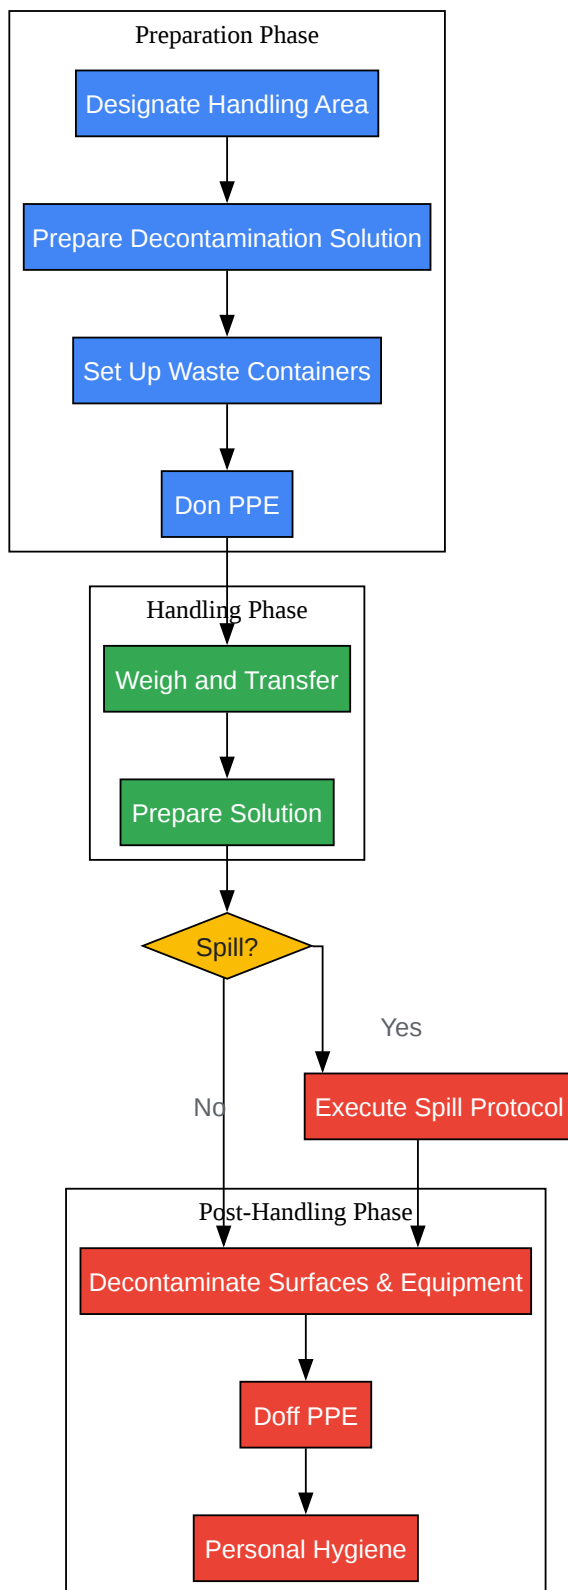 Preparation Phase
Designate Handling Area
Prepare Decontamination Solution
Set Up Waste Containers
Don PPE
Handling Phase
Weigh and Transfer
Prepare Solution
Spill?
Yes
No
Execute Spill Protocol
Post-Handling Phase
Decontaminate Surfaces & Equipment
Doff PPE
Personal Hygiene